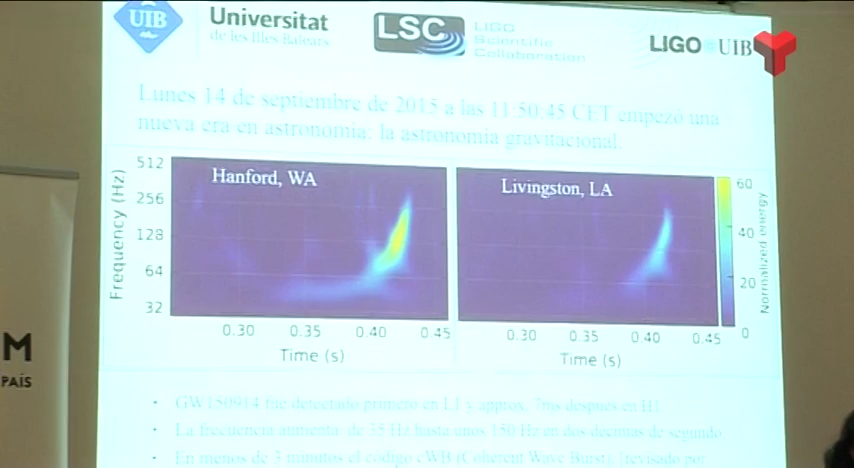 UIB
Universitat
de les Illes Balears
LSC
LIGO
Scientific
Collaboration
LIGO UIB
Lunes 14 de septiembre de 2015 a las 11:50:45 CET empezó una
nueva era en astronomía: la astronomía gravitacional.
Frequency (Hz)
512
256
128
64
32
Hanford, WA
0.30 0.35 0.40 0.45
Time (s)
Livingston, LA
0.30 0.35 0.40 0.45
Time (s)
60
40
20
0
Normalized energy
M
PAÍS
• GW150914 fue detectado primero en L1 y approx. 7ms después en H1
• La frecuencia aumenta: de 35 Hz hasta unos 150 Hz en dos décimas de segundo.
• En menos de 3 minutos el código cWB (Coherent Wave Burst), [revisado por